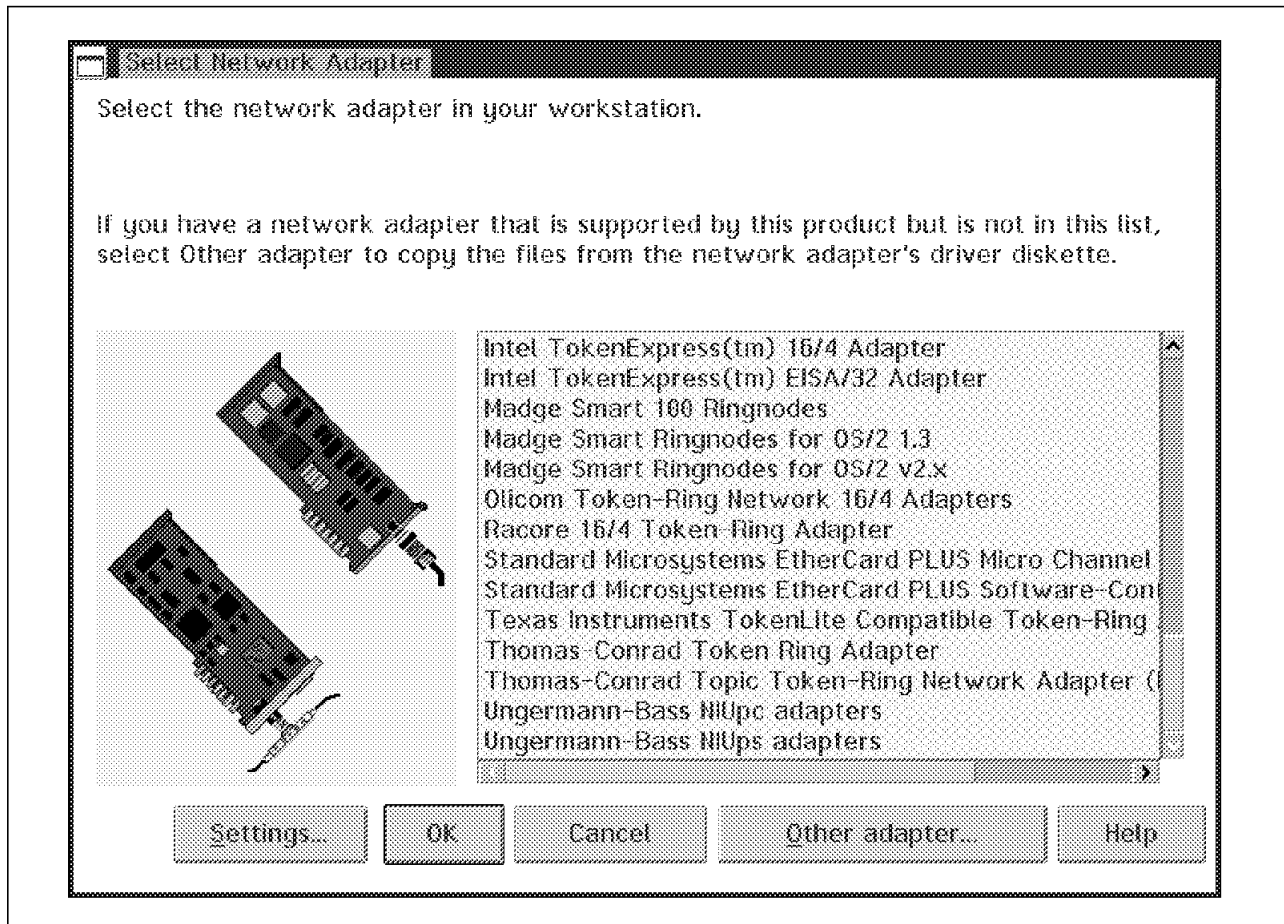 Select Network Adapter
Select the network adapter in your workstation.
If you have a network adapter that is supported by this product but is not in this list,
select Other adapter to copy the files from the network adapter's driver diskette.
Intel TokenExpress(tm) 16/4 Adapter
Intel TokenExpress(tm) EISA/32 Adapter
Madge Smart 100 Ringnodes
Madge Smart Ringnodes for OS/2 1.3
Madge Smart Ringnodes for OS/2 v2.x
Olicom Token-Ring Network 16/4 Adapters
Racore 16/4 Token-Ring Adapter
Standard Microsystems EtherCard PLUS Micro Channel
Standard Microsystems EtherCard PLUS Software-Con
Texas Instruments TokenLite Compatible Token-Ring
Thomas-Conrad Token Ring Adapter
Thomas-Conrad Topic Token-Ring Network Adapter (
Ungermann-Bass NIUpc adapters
Ungermann-Bass NIUps adapters
Settings... OK Cancel Other adapter... Help